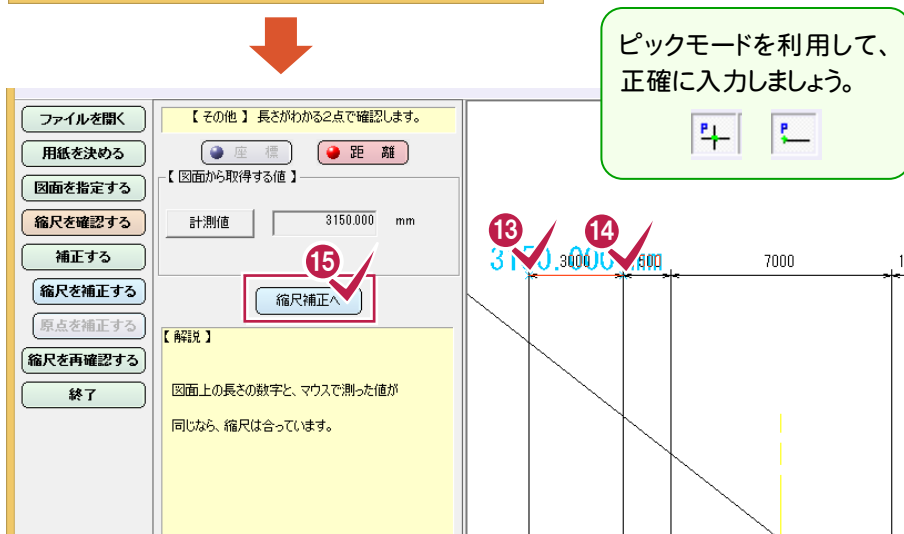 ピックモードを利用して、
正確に入力しましょう。
P
P
ファイルを開く
用紙を決める
図面を指定する
縮尺を確認する
補正する
縮尺を補正する
原点を補正する
縮尺を再確認する
終了
【 その他 】 長さがわかる2点で確認します。
座 標
距 離
【 図面から取得する値 】
計測値
3150.000 mm
15
縮尺補正へ
【 解説 】
図面上の長さの数字と、マウスで測った値が
同じなら、縮尺は合っています。
13
14
3150.000 mm
3000
7000
1